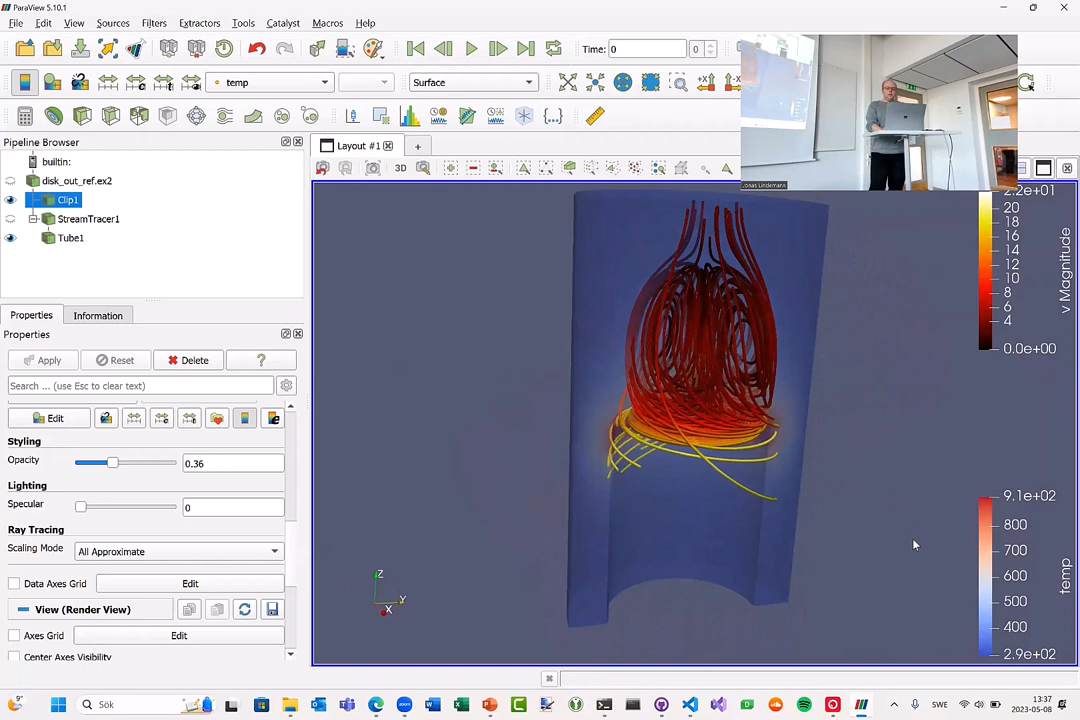 ParaView 5.10.1
File Edit View Sources Filters Extractors Tools Catalyst Macros Help
Time: 0 0
temp Surface
+X -X
Pipeline Browser
Layout #1 +
builtin:
3D
disk_out_ref.ex2
Clip1
StreamTracer1
Tube1
Jonas Lindemann
2.2e+01
20
18
16
14
12
10
8
6
4
0.0e+00
v Magnitude
Properties Information
Properties
Apply Reset Delete ?
Search ... (use Esc to clear text)
Edit
Styling
Opacity 0.36
Lighting
Specular 0
Ray Tracing
Scaling Mode All Approximate
Data Axes Grid Edit
View (Render View)
Axes Grid Edit
Center Axes Visibility
Z
Y
X
9.1e+02
800
700
600
500
400
2.9e+02
temp
9°
Sök
SWE
13:37
2023-05-08